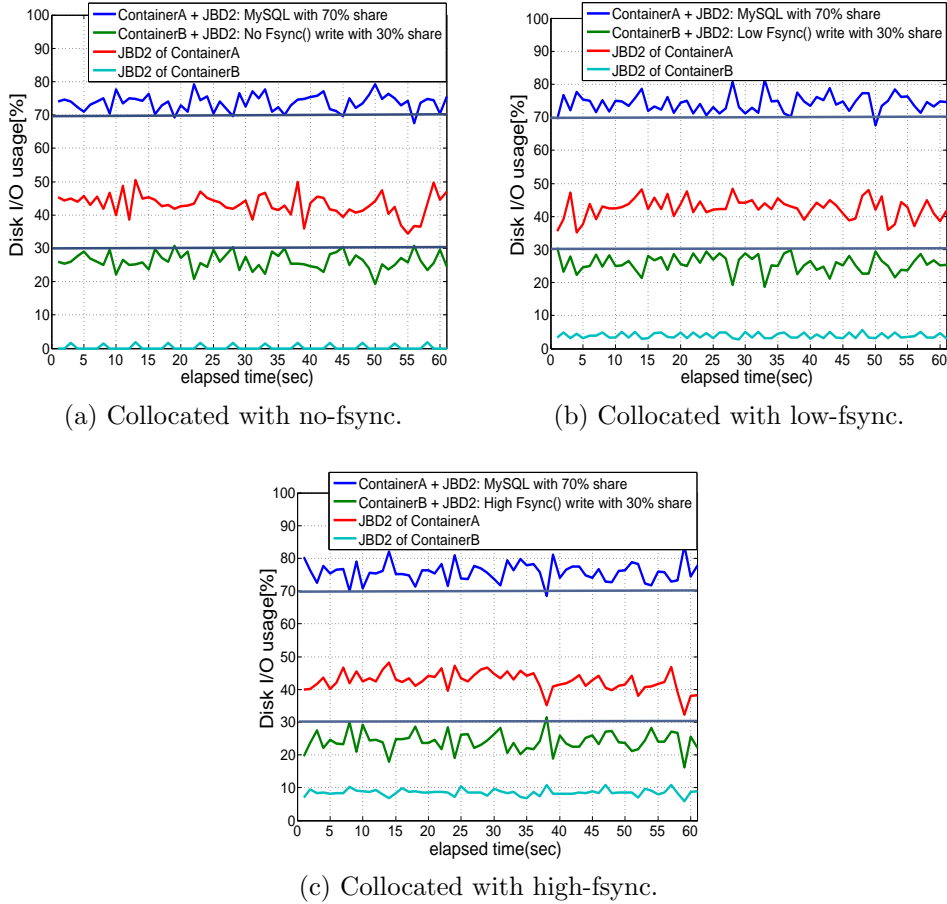 ContainerA + JBD2: MySQL with 70% share
ContainerB + JBD2: No Fsync() write with 30% share
JBD2 of ContainerA
JBD2 of ContainerB
Disk I/O usage[%]
100
90
80
70
60
50
40
30
20
10
0
0 5 10 15 20 25 30 35 40 45 50 55 60
elapsed time(sec)
(a) Collocated with no-fsync.
ContainerA + JBD2: MySQL with 70% share
ContainerB + JBD2: Low Fsync() write with 30% share
JBD2 of ContainerA
JBD2 of ContainerB
Disk I/O usage[%]
100
90
80
70
60
50
40
30
20
10
0
0 5 10 15 20 25 30 35 40 45 50 55 60
elapsed time(sec)
(b) Collocated with low-fsync.
ContainerA + JBD2: MySQL with 70% share
ContainerB + JBD2: High Fsync() write with 30% share
JBD2 of ContainerA
JBD2 of ContainerB
Disk I/O usage[%]
100
90
80
70
60
50
40
30
20
10
0
0 5 10 15 20 25 30 35 40 45 50 55 60
elapsed time(sec)
(c) Collocated with high-fsync.